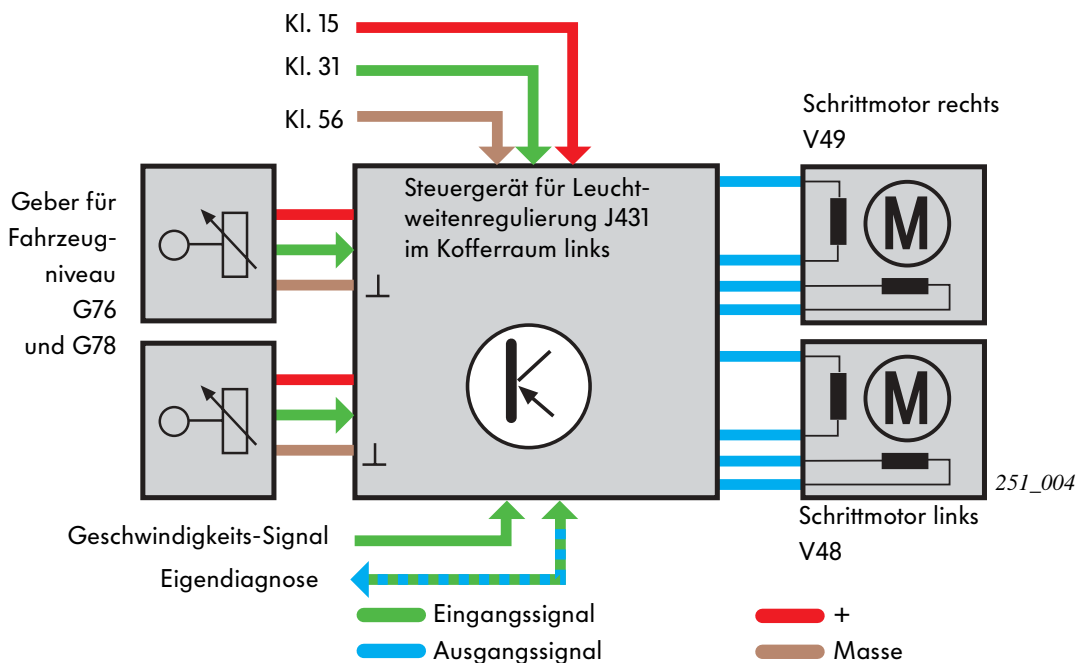 Kl. 15
Kl. 31
Kl. 56
Schrittmotor rechts
V49
Geber für
Fahrzeug-
niveau
G76
und G78
Steuergerät für Leucht-
weitenregulierung J431
im Kofferraum links
M
M
251_004
Schrittmotor links
V48
Geschwindigkeits-Signal
Eigendiagnose
Eingangssignal
+
Ausgangssignal
Masse